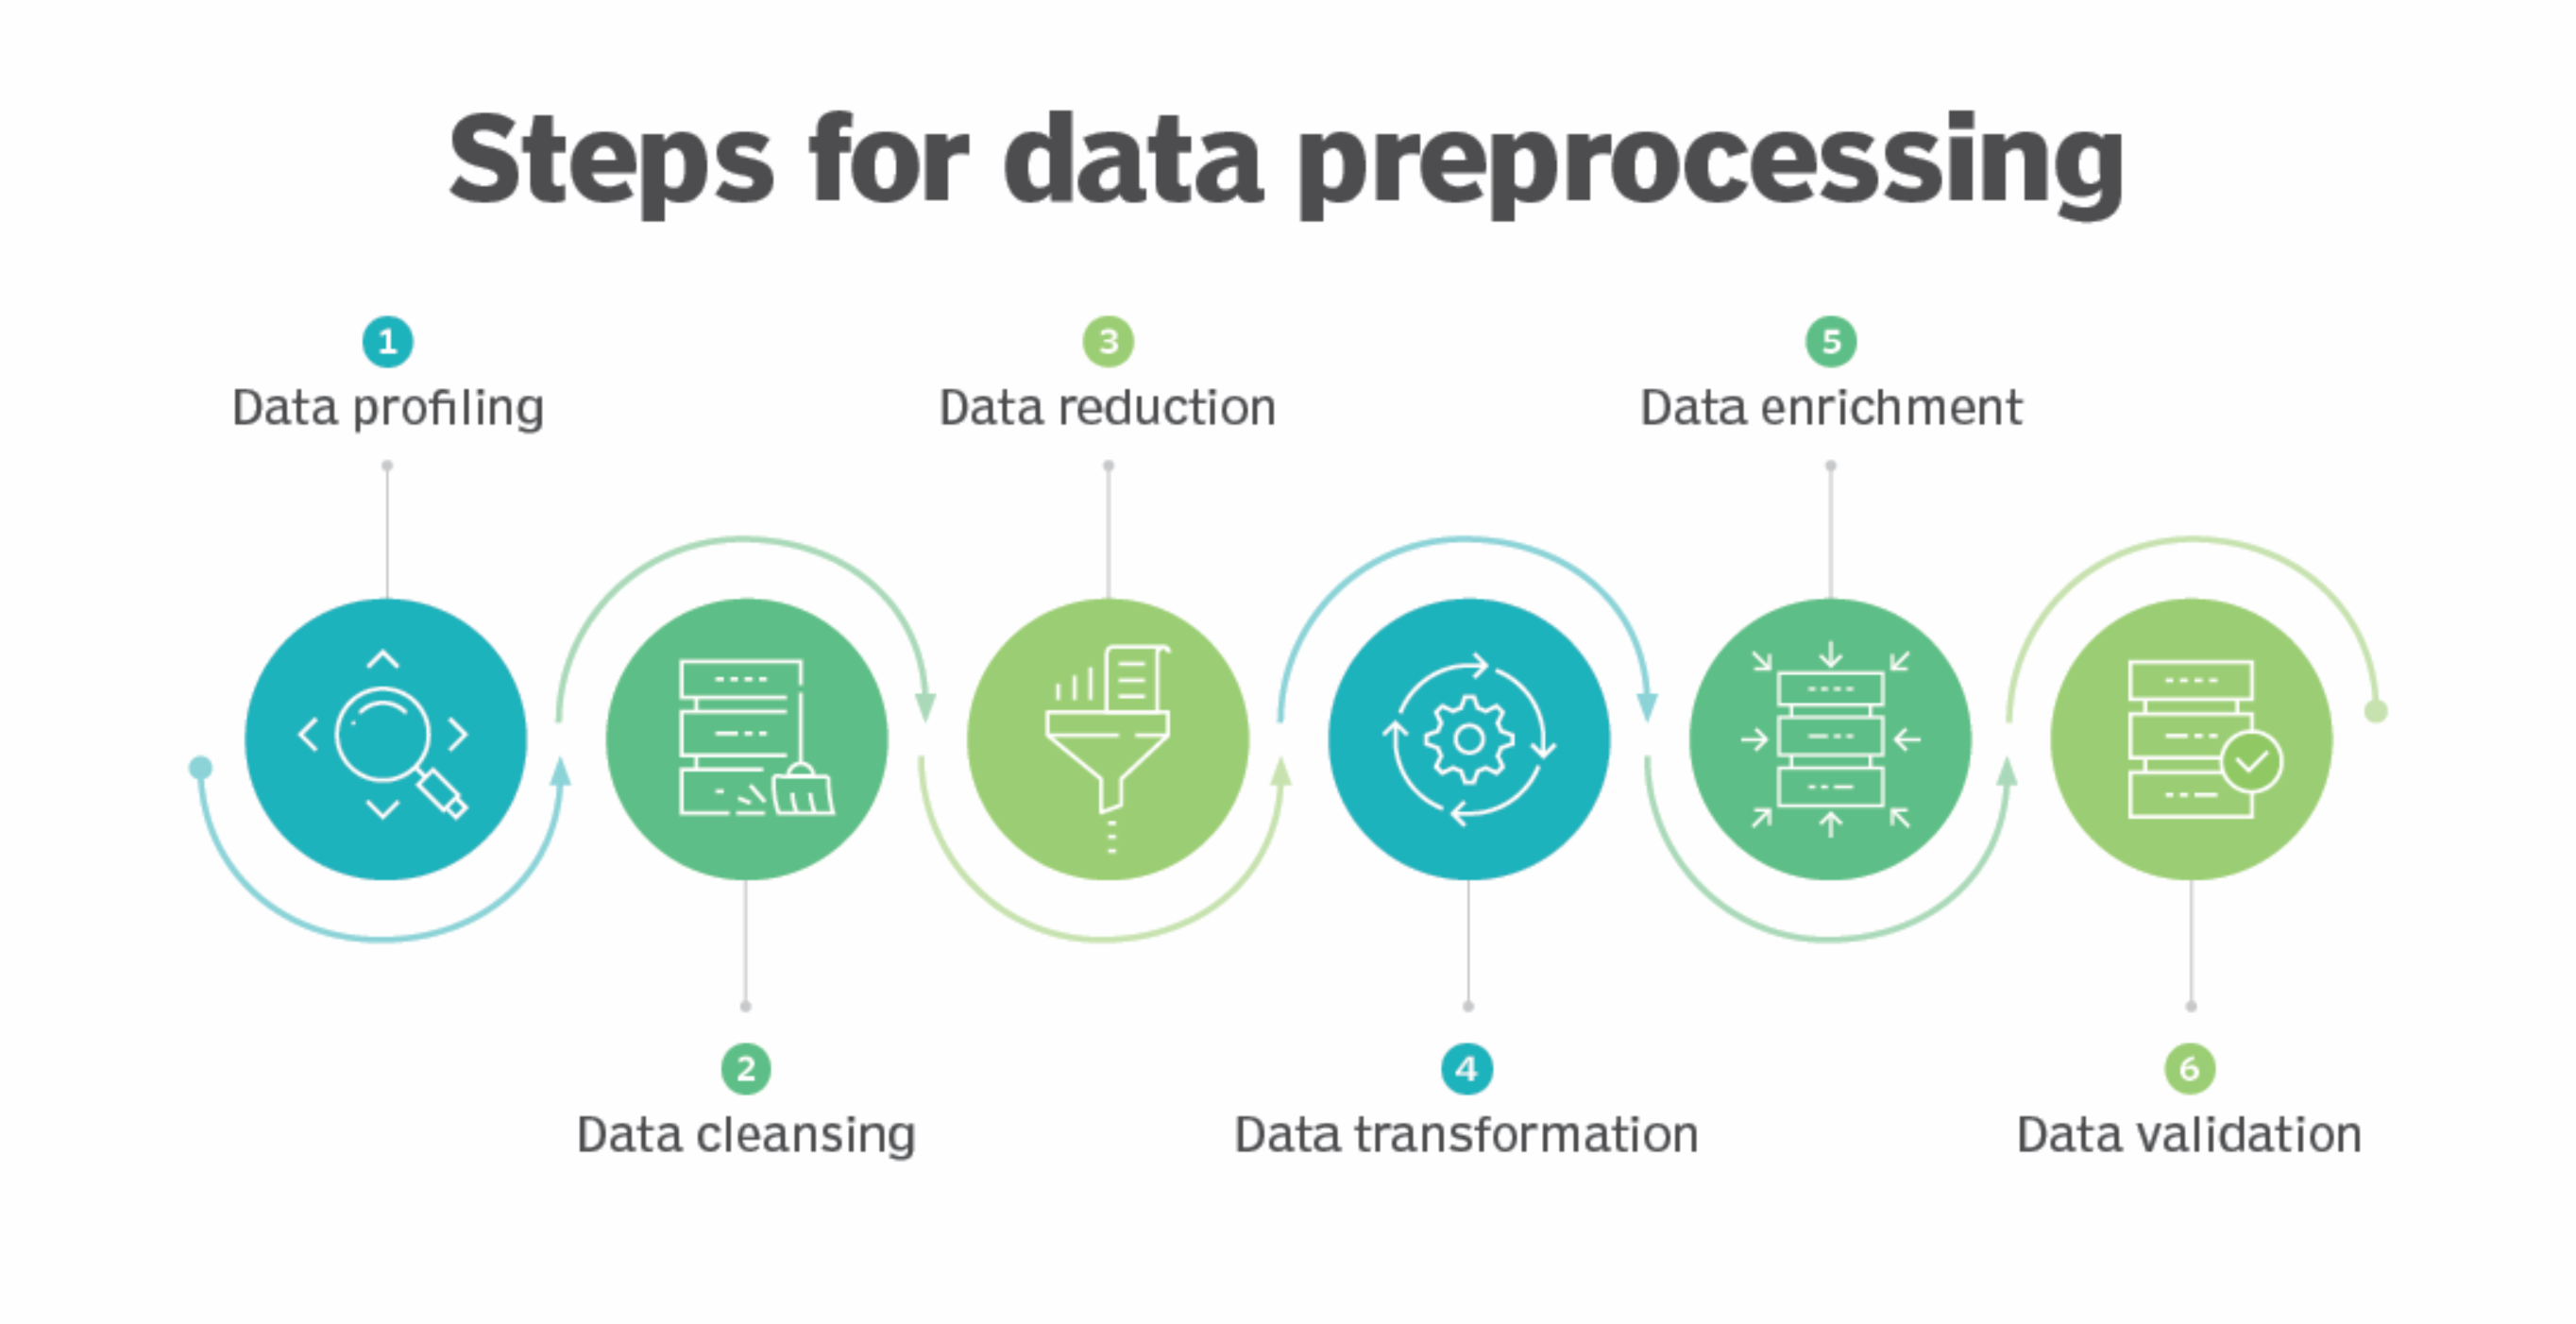 Steps for data preprocessing
1
Data profiling
2
Data cleansing
3
Data reduction
4
Data transformation
5
Data enrichment
6
Data validation